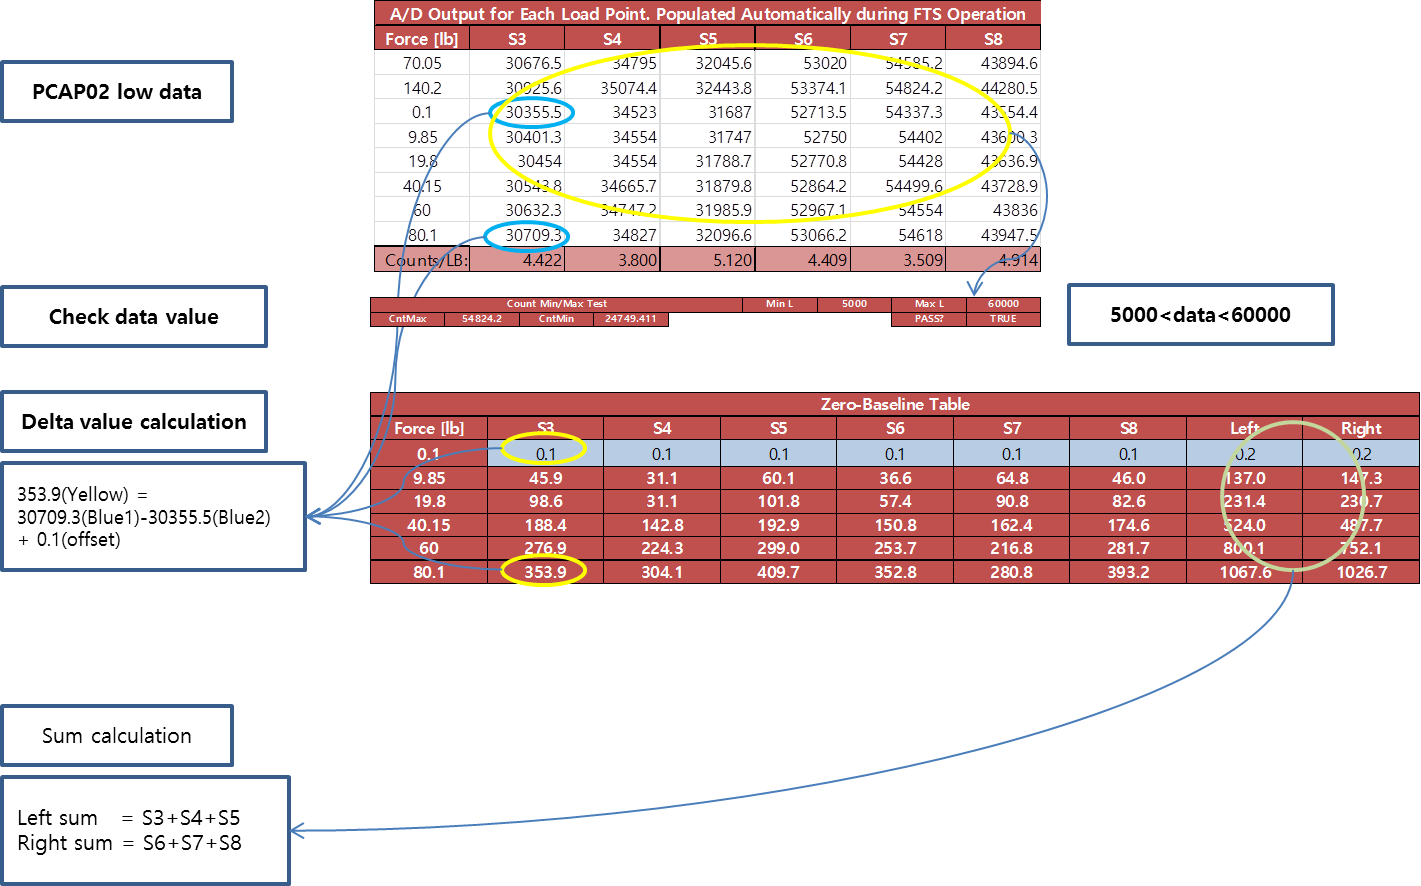 A/D Output for Each Load Point. Populated Automatically during FTS Operation
Force [lb] S3 S4 S5 S6 S7 S8
70.05 30676.5 34795 32045.6 53020 54585.2 43894.6
140.2 30925.6 35074.4 32443.8 53374.1 54824.2 44280.5
0.1 30355.5 34523 31687 52713.5 54337.3 43554.4
9.85 30401.3 34554 31747 52750 54402 43600.3
19.8 30454 34554 31788.7 52770.8 54428 43636.9
40.15 30543.8 34665.7 31879.8 52864.2 54499.6 43728.9
60 30632.3 34747.2 31985.9 52967.1 54554 43836
80.1 30709.3 34827 32096.6 53066.2 54618 43947.5
Counts/LB: 4.422 3.800 5.120 4.409 3.509 4.914
PCAP02 low data
Count Min/Max Test Min L 5000 Max L 60000
CntMax 54824.2 CntMin 24749.411 PASS? TRUE
Check data value
5000<data<60000
Delta value calculation
353.9(Yellow) =
30709.3(Blue1)-30355.5(Blue2)
+ 0.1(offset)
Zero-Baseline Table
Force [lb] S3 S4 S5 S6 S7 S8 Left Right
0.1 0.1 0.1 0.1 0.1 0.1 0.1 0.2 0.2
9.85 45.9 31.1 60.1 36.6 64.8 46.0 137.0 147.3
19.8 98.6 31.1 101.8 57.4 90.8 82.6 231.4 230.7
40.15 188.4 142.8 192.9 150.8 162.4 174.6 524.0 487.7
60 276.9 224.3 299.0 253.7 216.8 281.7 800.1 752.1
80.1 353.9 304.1 409.7 352.8 280.8 393.2 1067.6 1026.7
Sum calculation
Left sum = S3+S4+S5
Right sum = S6+S7+S8